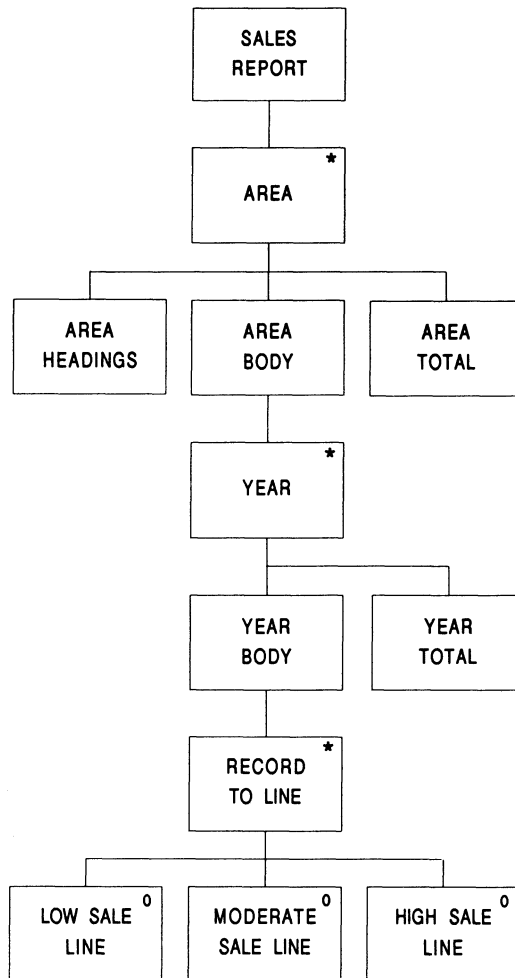 SALES
REPORT
*
AREA
AREA
HEADINGS
AREA
BODY
AREA
TOTAL
*
YEAR
YEAR
BODY
YEAR
TOTAL
*
RECORD
TO LINE
O
LOW SALE
LINE
O
MODERATE
SALE LINE
O
HIGH SALE
LINE